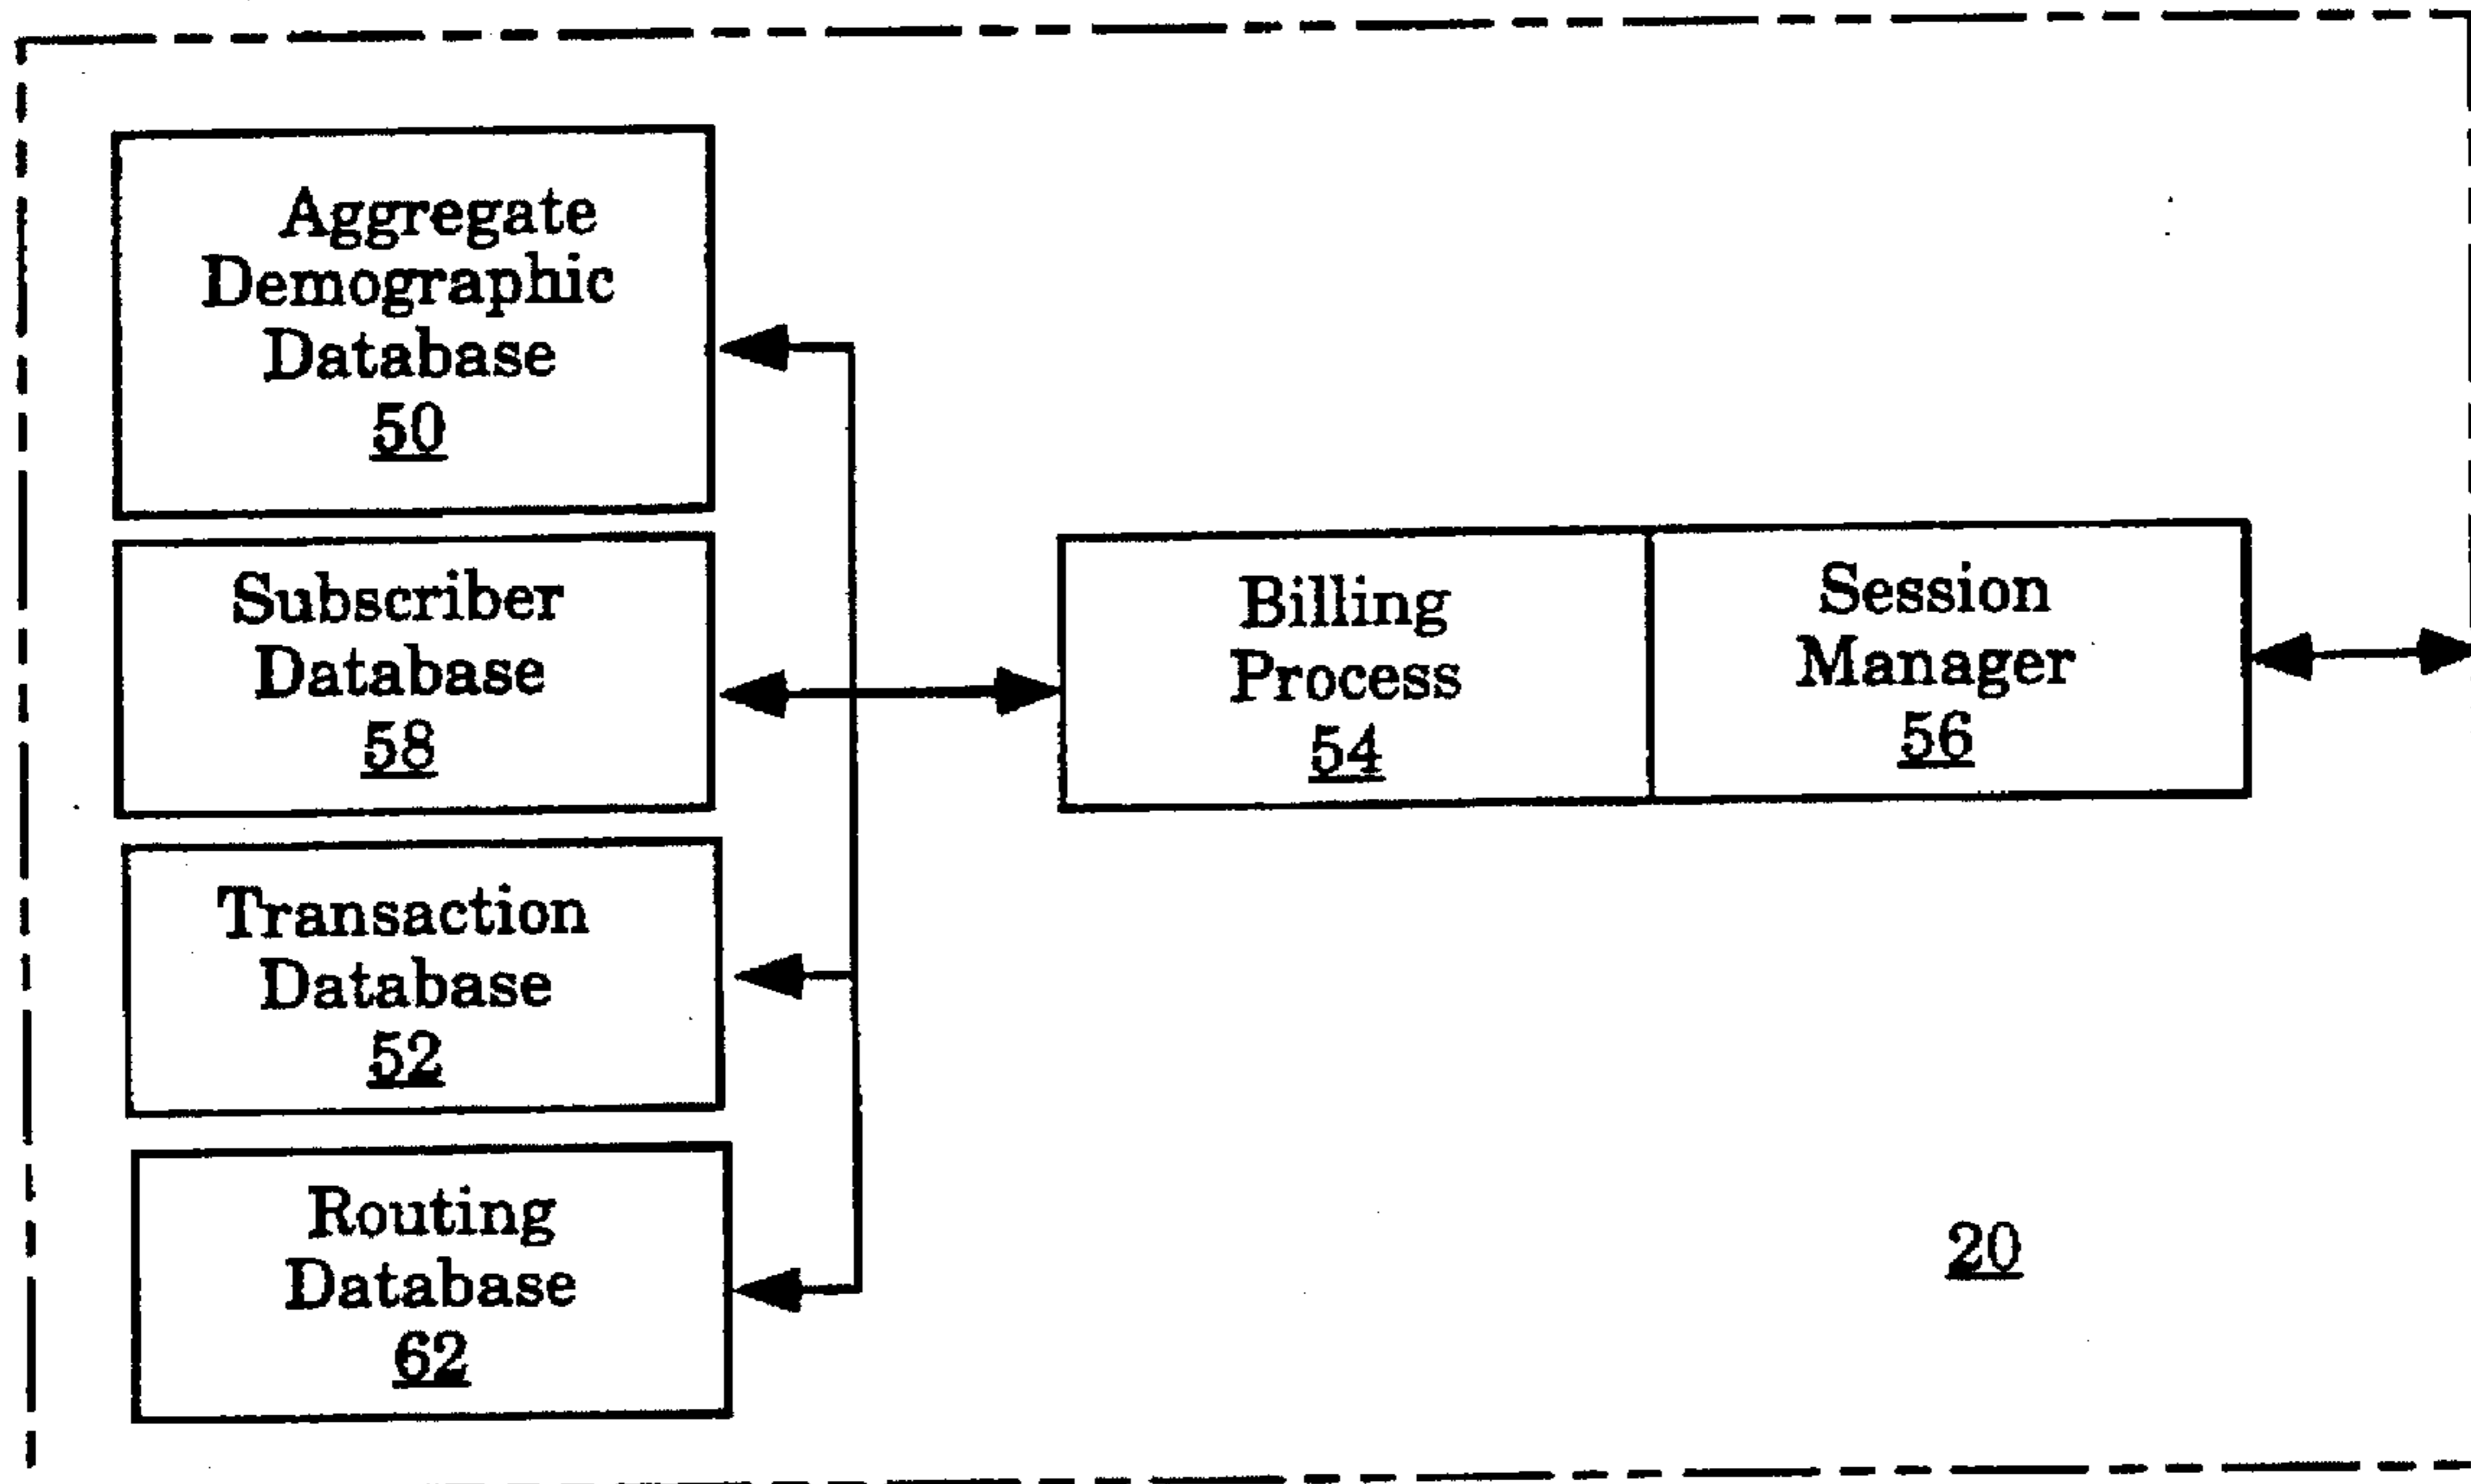 Aggregate
Demographic
Database
50
Subscriber
Database
58
Transaction
Database
52
Routing
Database
62
Billing
Process
54
Session
Manager
56
20